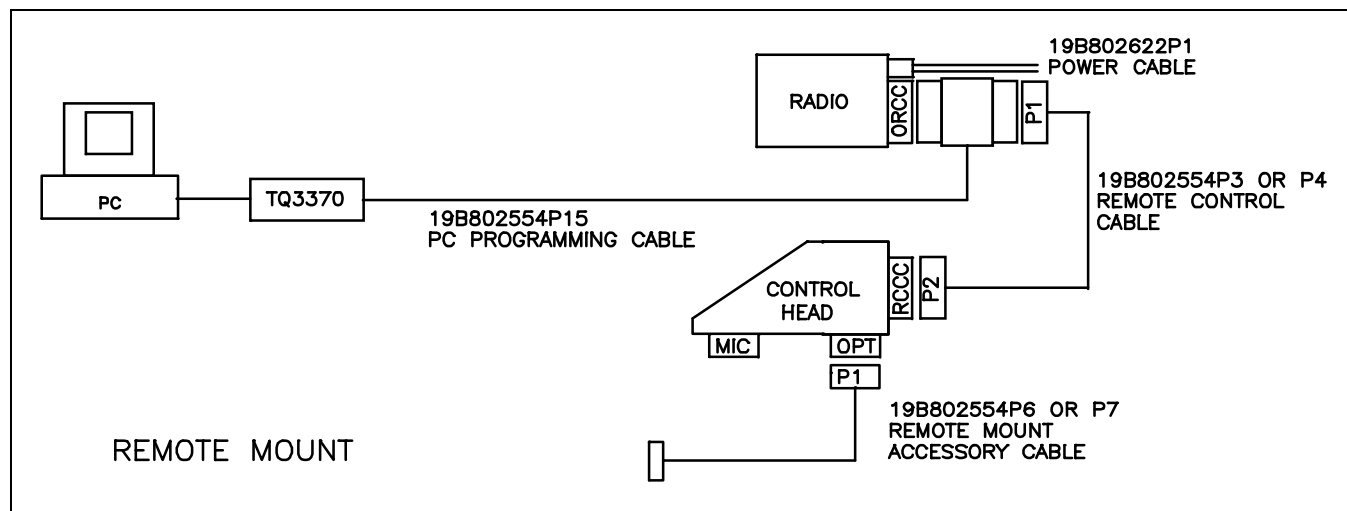 19B802622P1
POWER CABLE
RADIO
ORCC
P1
PC
TQ3370
19B802554P15
PC PROGRAMMING CABLE
19B802554P3 OR P4
REMOTE CONTROL
CABLE
CONTROL
HEAD
RCCC
P2
MIC
OPT
P1
19B802554P6 OR P7
REMOTE MOUNT
ACCESSORY CABLE
REMOTE MOUNT